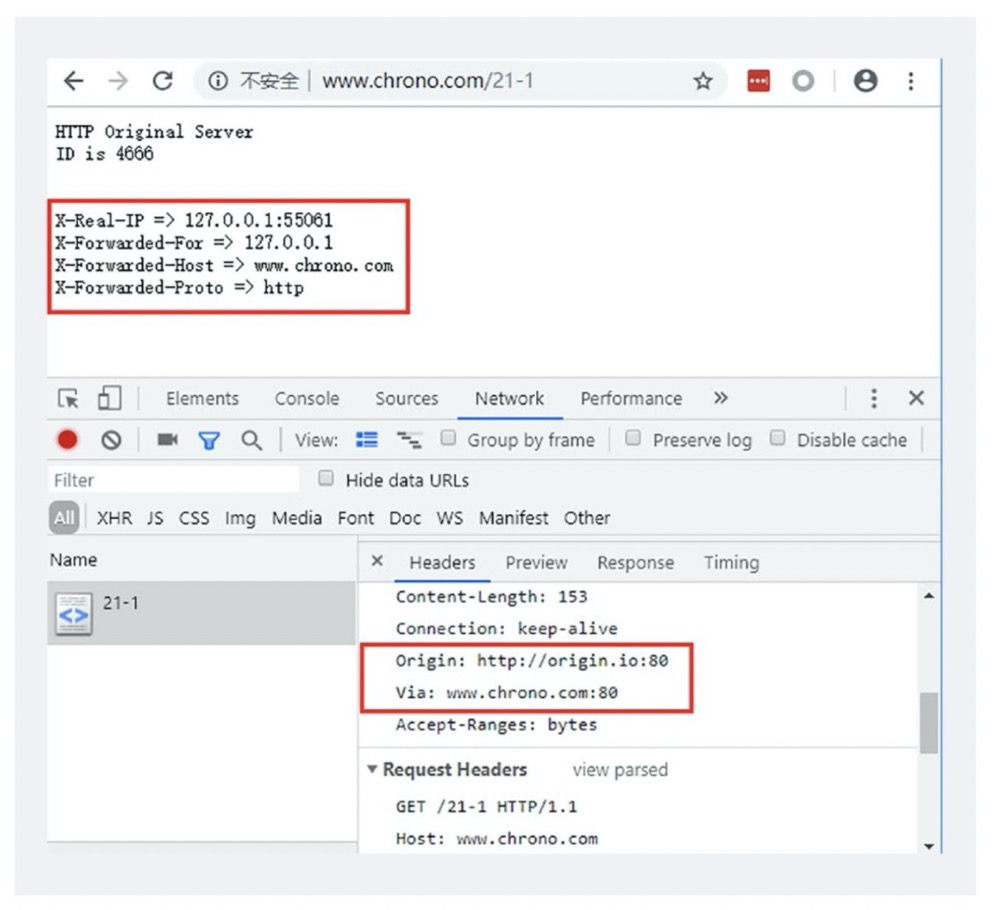 不安全 | www.chrono.com/21-1
HTTP Original Server
ID is 4666
X-Real-IP => 127.0.0.1:55061
X-Forwarded-For => 127.0.0.1
X-Forwarded-Host => www.chrono.com
X-Forwarded-Proto => http
Elements Console Sources Network Performance »
View: Group by frame Preserve log Disable cache
Filter Hide data URLs
All XHR JS CSS Img Media Font Doc WS Manifest Other
Name
× Headers Preview Response Timing
21-1
Content-Length: 153
Connection: keep-alive
Origin: http://origin.io:80
Via: www.chrono.com:80
Accept-Ranges: bytes
Request Headers view parsed
GET /21-1 HTTP/1.1
Host: www.chrono.com